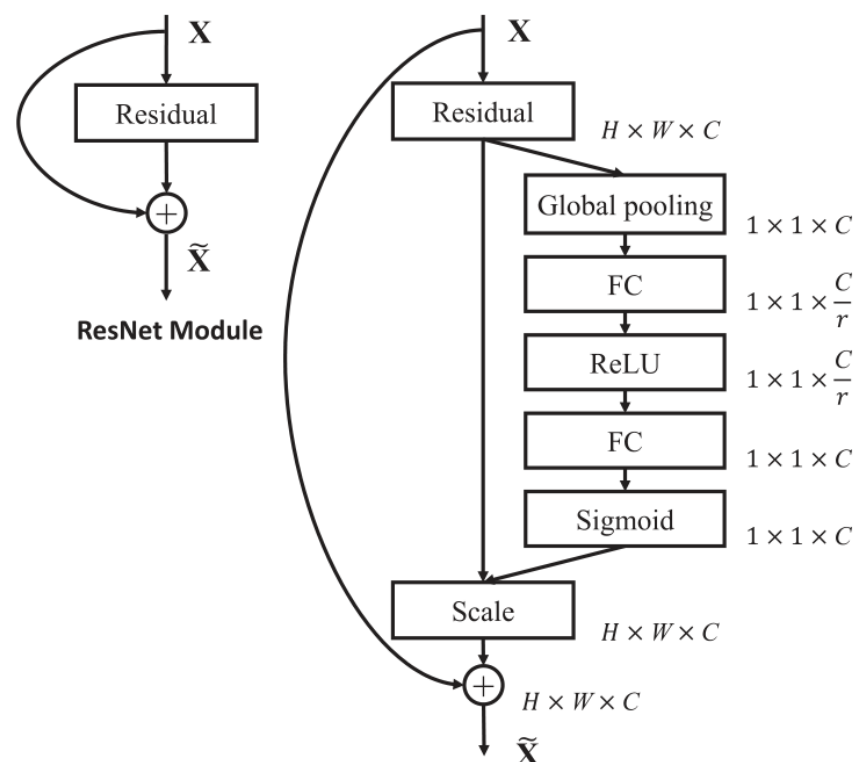 X
Residual
+
X̃
ResNet Module
X
Residual
H × W × C
Global pooling
1 × 1 × C
FC
1 × 1 × C/r
ReLU
1 × 1 × C/r
FC
1 × 1 × C
Sigmoid
1 × 1 × C
Scale
H × W × C
+
H × W × C
X̃